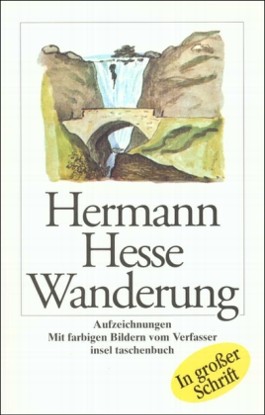 Hermann
Hesse
Wanderung
Aufzeichnungen
Mit farbigen Bildern vom Verfasser
insel taschenbuch
In großer
Schrift